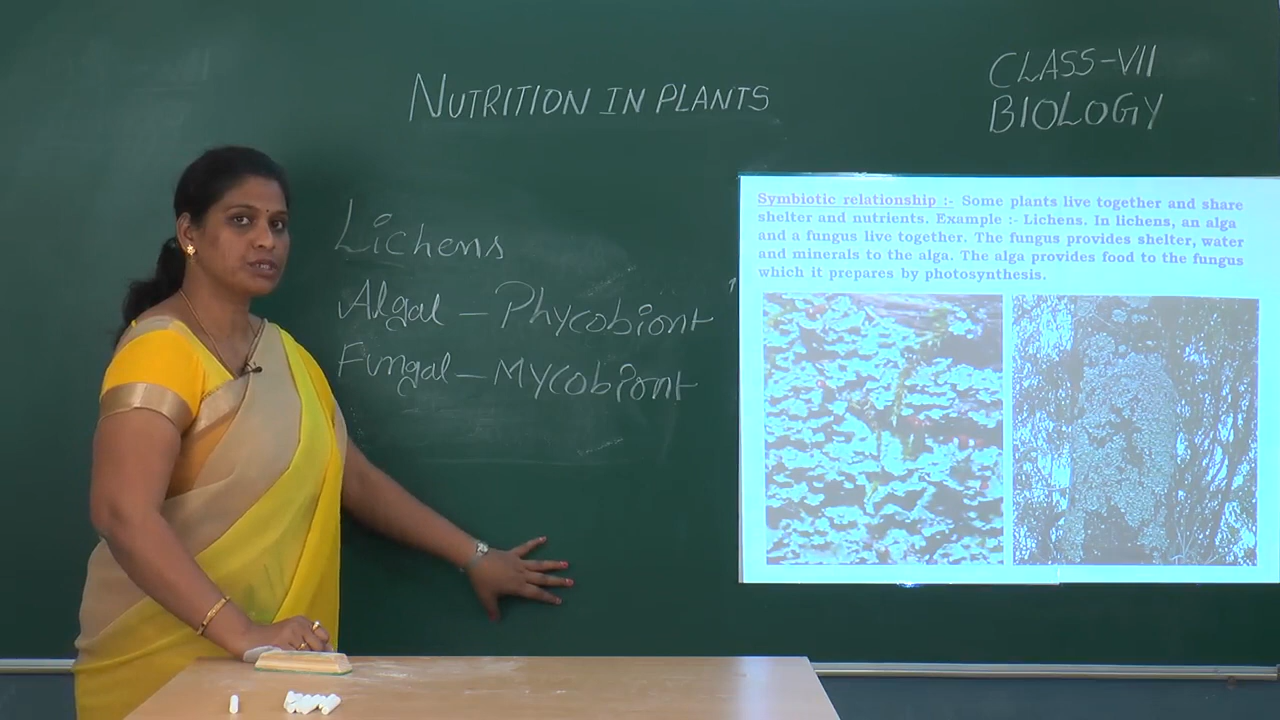 NUTRITION IN PLANTS
CLASS-VII
BIOLOGY
Lichens
Algal - Phycobiont
Fungal - Mycobiont
Symbiotic relationship :- Some plants live together and share
shelter and nutrients. Example :- Lichens. In lichens, an alga
and a fungus live together. The fungus provides shelter, water
and minerals to the alga. The alga provides food to the fungus
which it prepares by photosynthesis.